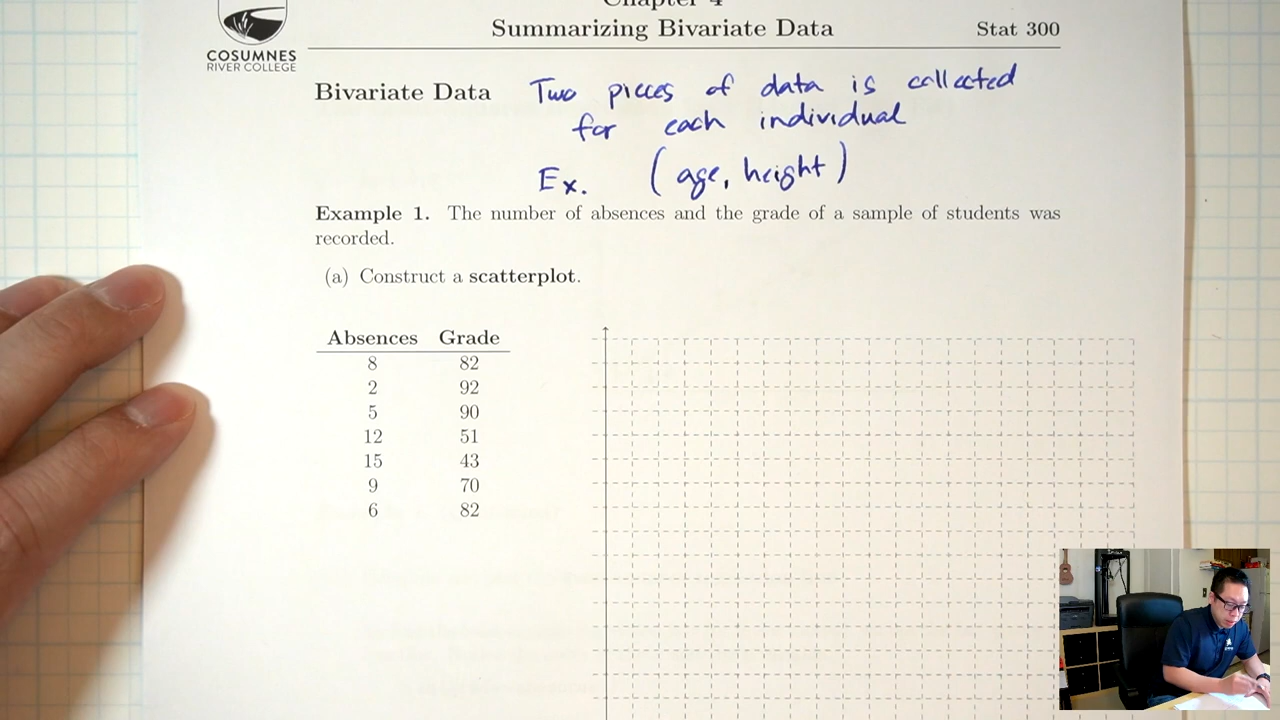 Chapter 4
Summarizing Bivariate Data
Stat 300
COSUMNES
RIVER COLLEGE
Bivariate Data Two pieces of data is collected
for each individual
Ex. (age, height)
Example 1. The number of absences and the grade of a sample of students was
recorded.
(a) Construct a scatterplot.
Absences Grade
8 82
2 92
5 90
12 51
15 43
9 70
6 82